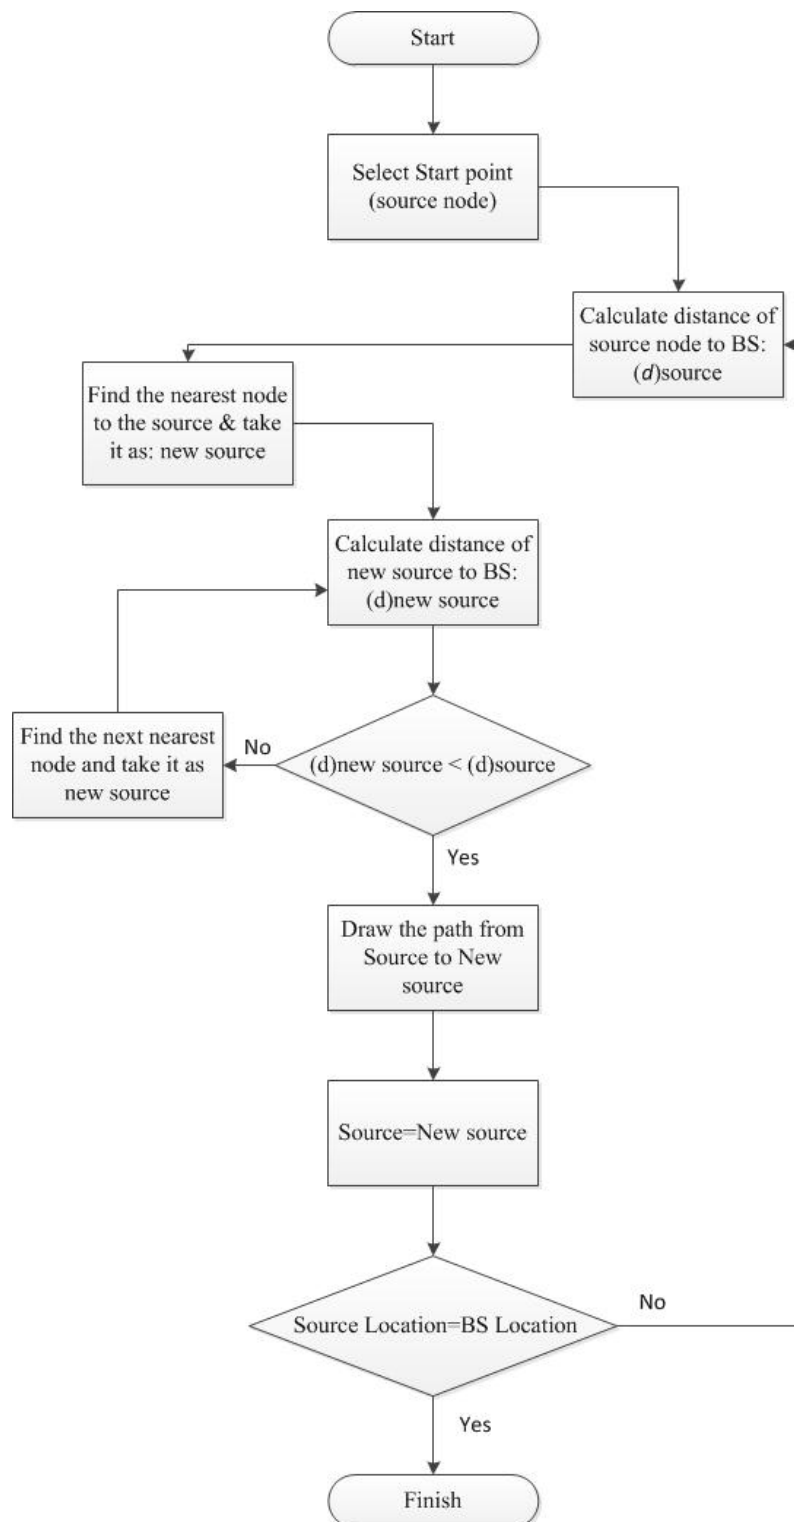 Start
Select Start point
(source node)
Calculate distance of
source node to BS:
(d)source
Find the nearest node
to the source & take
it as: new source
Calculate distance of
new source to BS:
(d)new source
Find the next nearest
node and take it as
new source
No
(d)new source < (d)source
Yes
Draw the path from
Source to New
source
Source=New source
Source Location=BS Location
No
Yes
Finish